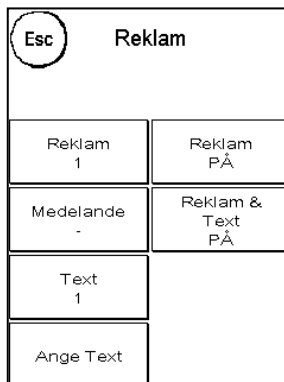 Esc
Reklam
Reklam
1
Reklam
PÅ
Medelande
-
Reklam &
Text
PÅ
Text
1
Ange Text